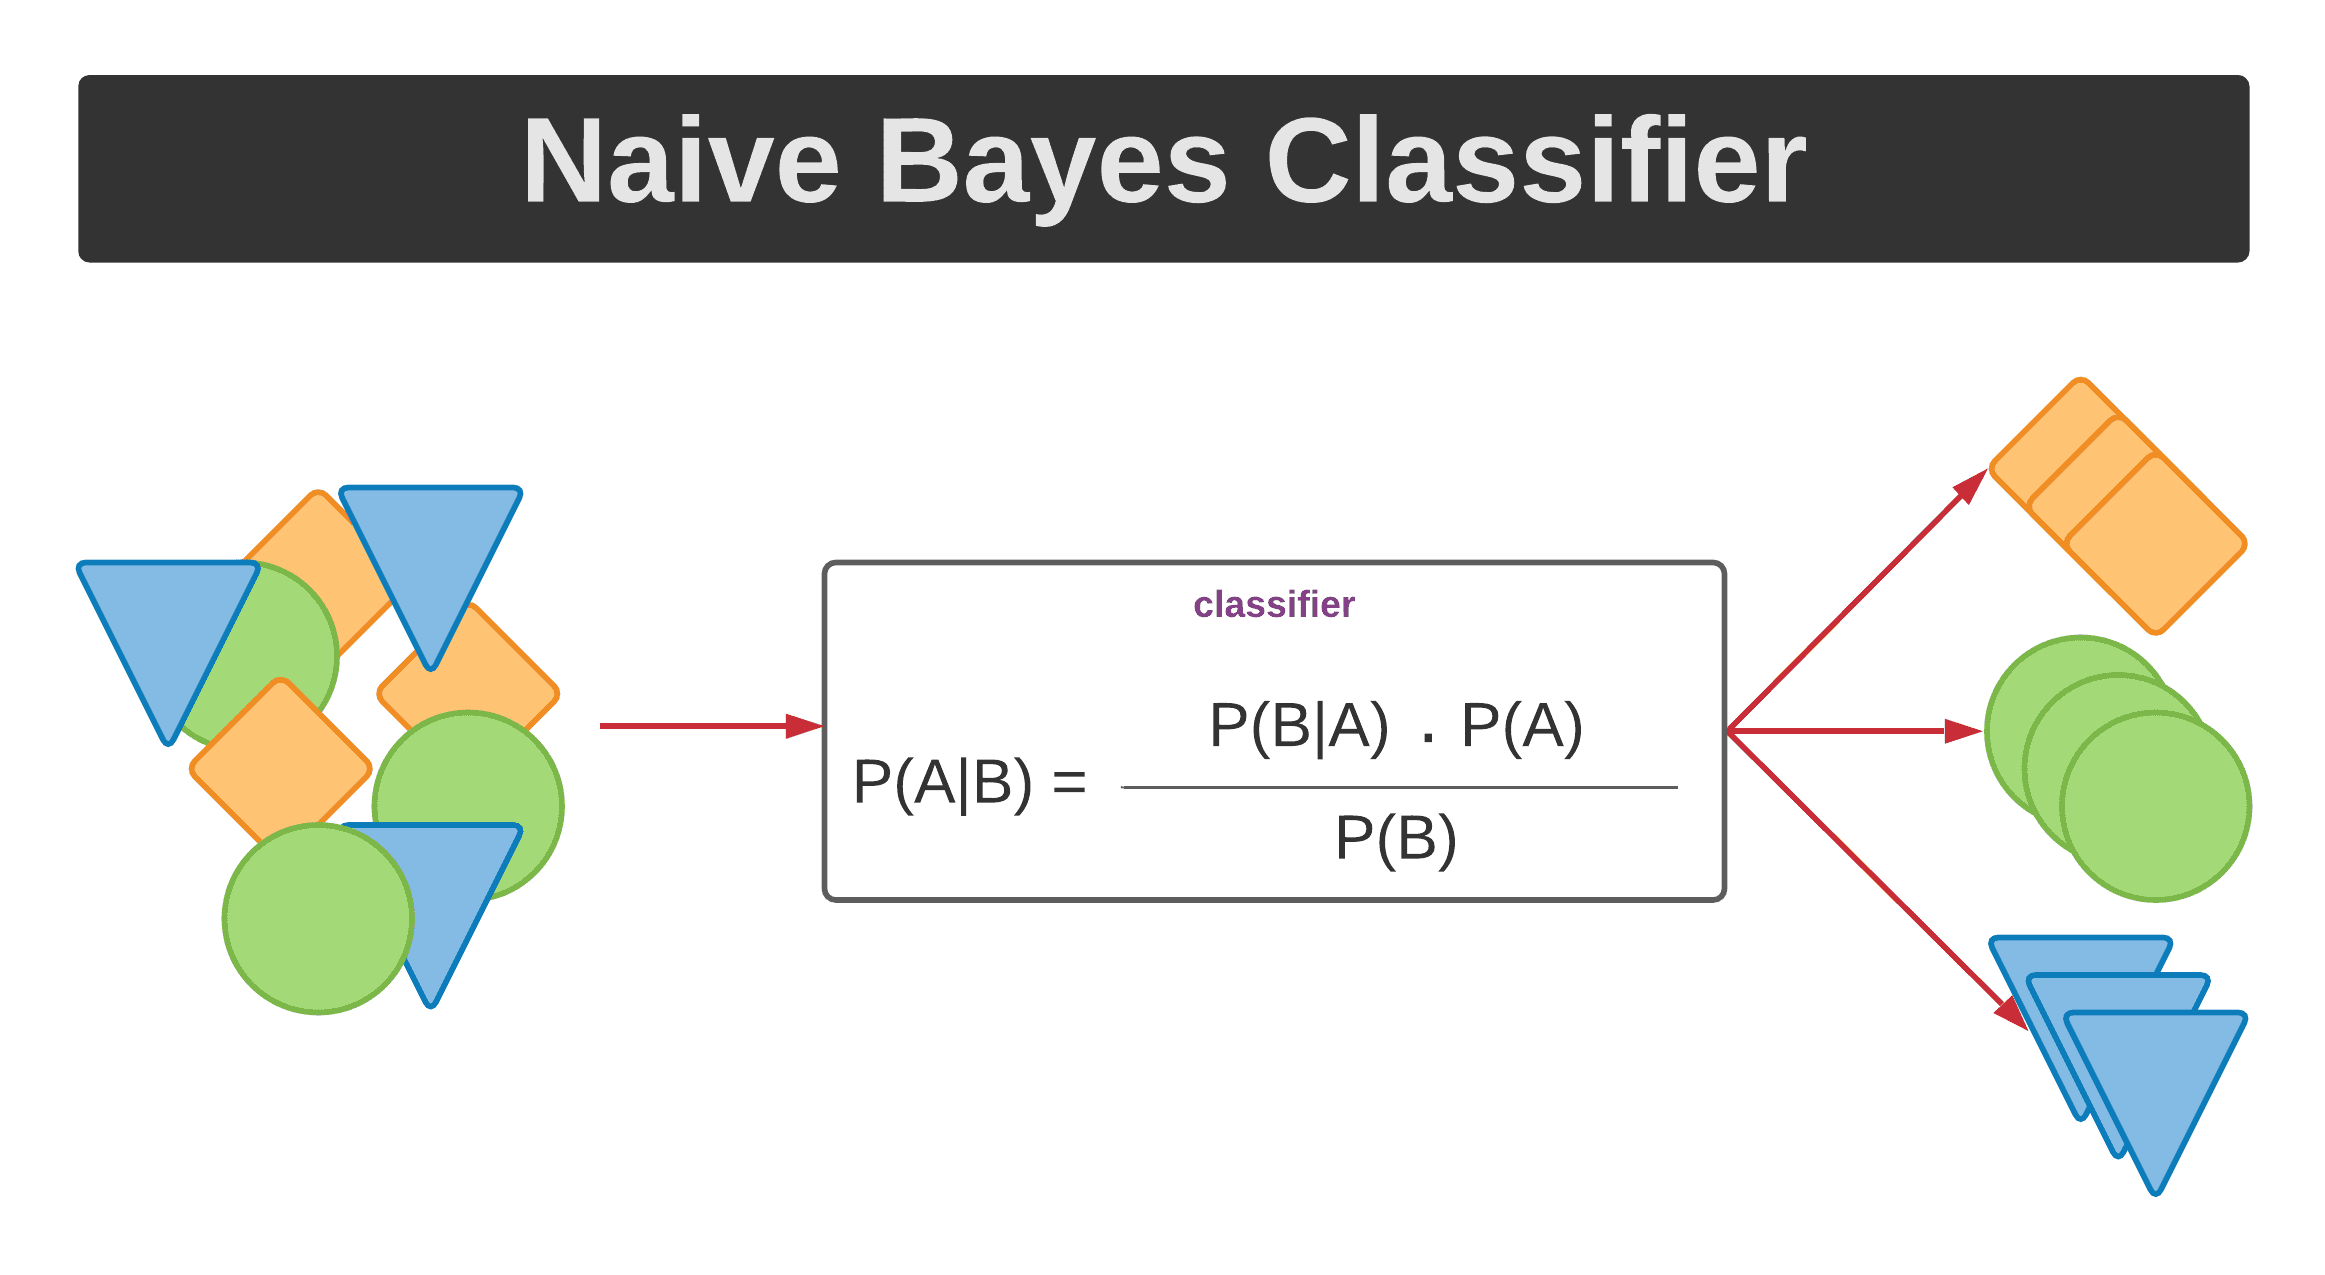 Naive Bayes Classifier
classifier
P(B|A) . P(A)
P(A|B) =
P(B)